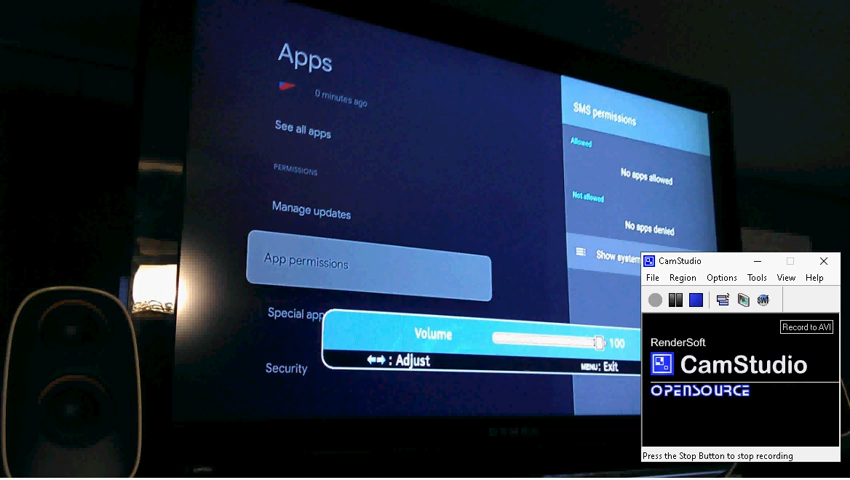 Apps
0 minutes ago
See all apps
PERMISSIONS
Manage updates
App permissions
Special app
Security
SMS permissions
Allowed
No apps allowed
Not allowed
No apps denied
Show system
Volume
100
: Adjust
MENU: Exit
CamStudio
File Region Options Tools View Help
Record to AVI
RenderSoft
CamStudio
OPENSOURCE
Press the Stop Button to stop recording